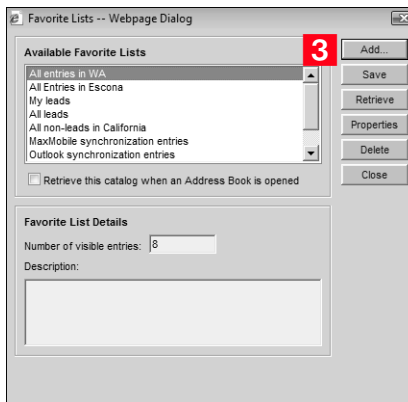 Favorite Lists -- Webpage Dialog
Available Favorite Lists
3
Add...
All entries in WA
Save
All Entries in Escona
My leads
Retrieve
All leads
All non-leads in California
Properties
MaxMobile synchronization entries
Outlook synchronization entries
Delete
Retrieve this catalog when an Address Book is opened
Close
Favorite List Details
Number of visible entries: 8
Description: